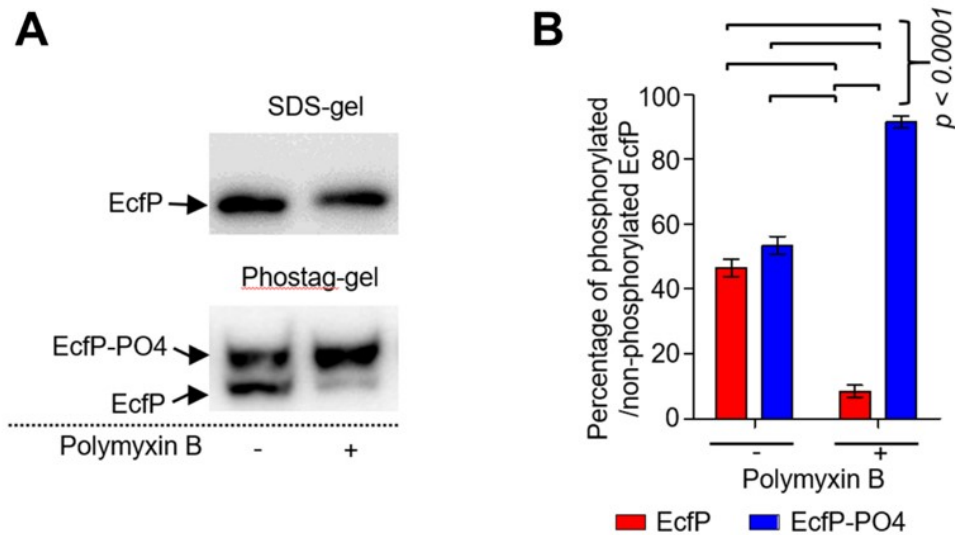 A
SDS-gel
EcfP
Phostag-gel
EcfP-PO4
EcfP
Polymyxin B - +
B
p < 0.0001
Percentage of phosphorylated
/non-phosphorylated EcfP
100
80
60
40
20
0
- +
Polymyxin B
EcfP EcfP-PO4